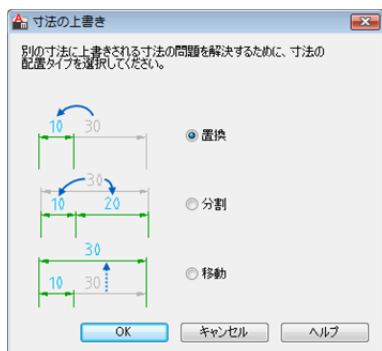 寸法の上書き
別の寸法に上書きされる寸法の問題を解決するために、寸法の
配置タイプを選択してください。
10 30
置換
30
10 20
分割
30
10 30
移動
OK キャンセル ヘルプ